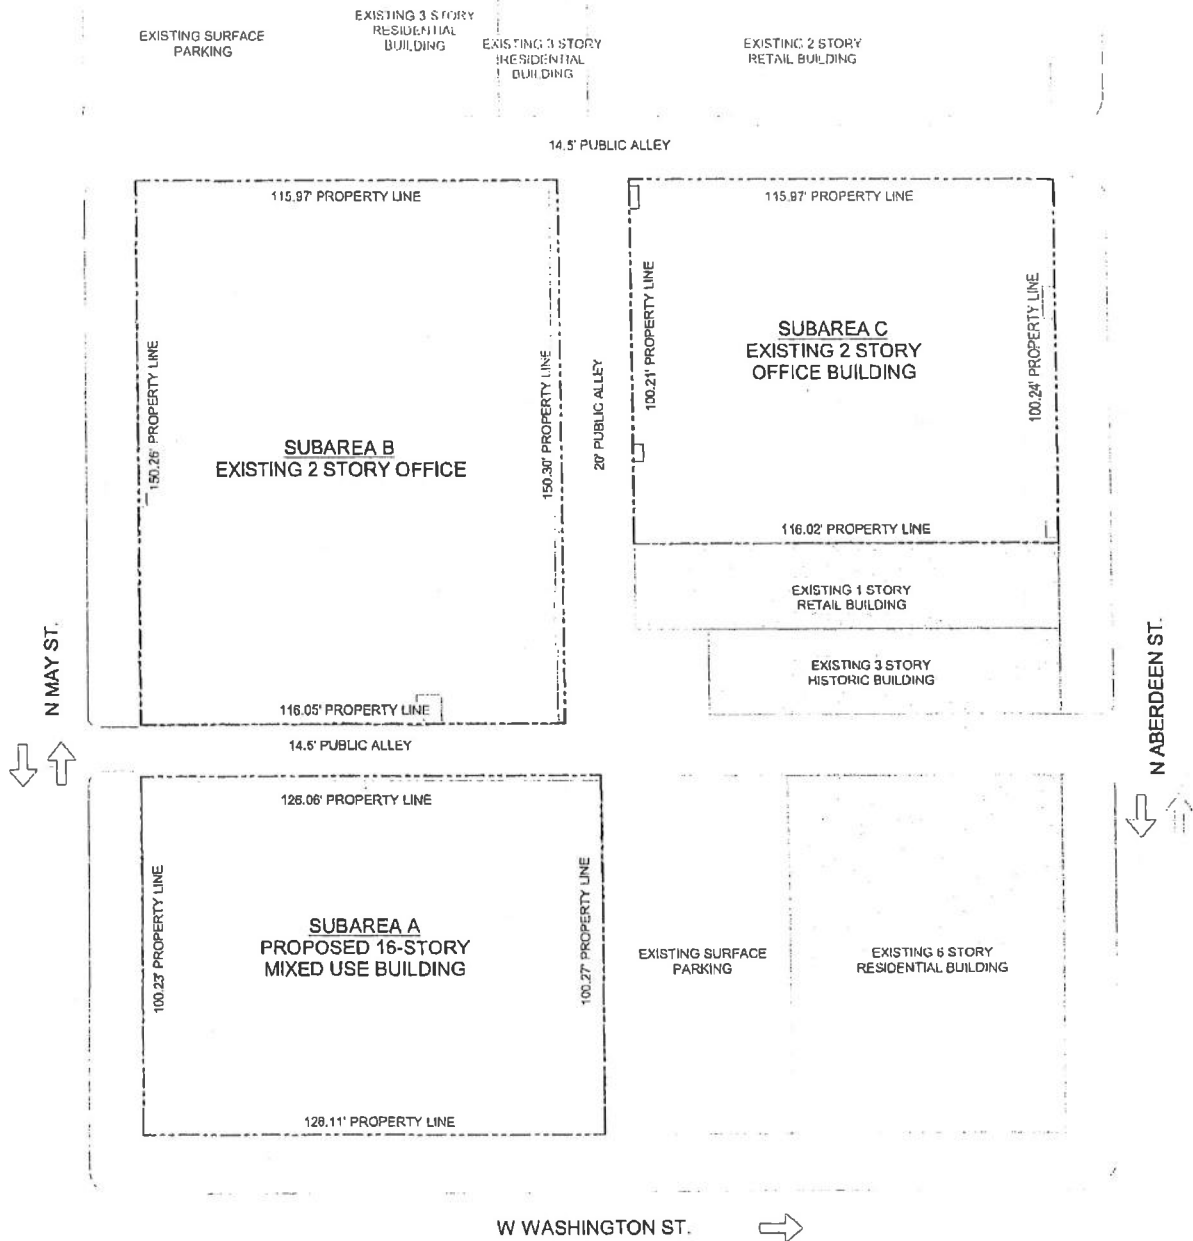 EXISTING SURFACE
PARKING
EXISTING 3 STORY
RESIDENTIAL
BUILDING
EXISTING 3 STORY
RESIDENTIAL
BUILDING
EXISTING 2 STORY
RETAIL BUILDING
14.5' PUBLIC ALLEY
115.97' PROPERTY LINE
115.97' PROPERTY LINE
150.26' PROPERTY LINE
SUBAREA B
EXISTING 2 STORY OFFICE
150.30' PROPERTY LINE
20' PUBLIC ALLEY
100.21' PROPERTY LINE
SUBAREA C
EXISTING 2 STORY
OFFICE BUILDING
100.24' PROPERTY LINE
116.02' PROPERTY LINE
EXISTING 1 STORY
RETAIL BUILDING
EXISTING 3 STORY
HISTORIC BUILDING
N MAY ST.
N ABERDEEN ST.
116.05' PROPERTY LINE
14.5' PUBLIC ALLEY
126.06' PROPERTY LINE
100.23' PROPERTY LINE
SUBAREA A
PROPOSED 16-STORY
MIXED USE BUILDING
100.27' PROPERTY LINE
EXISTING SURFACE
PARKING
EXISTING 6 STORY
RESIDENTIAL BUILDING
126.11' PROPERTY LINE
W WASHINGTON ST.